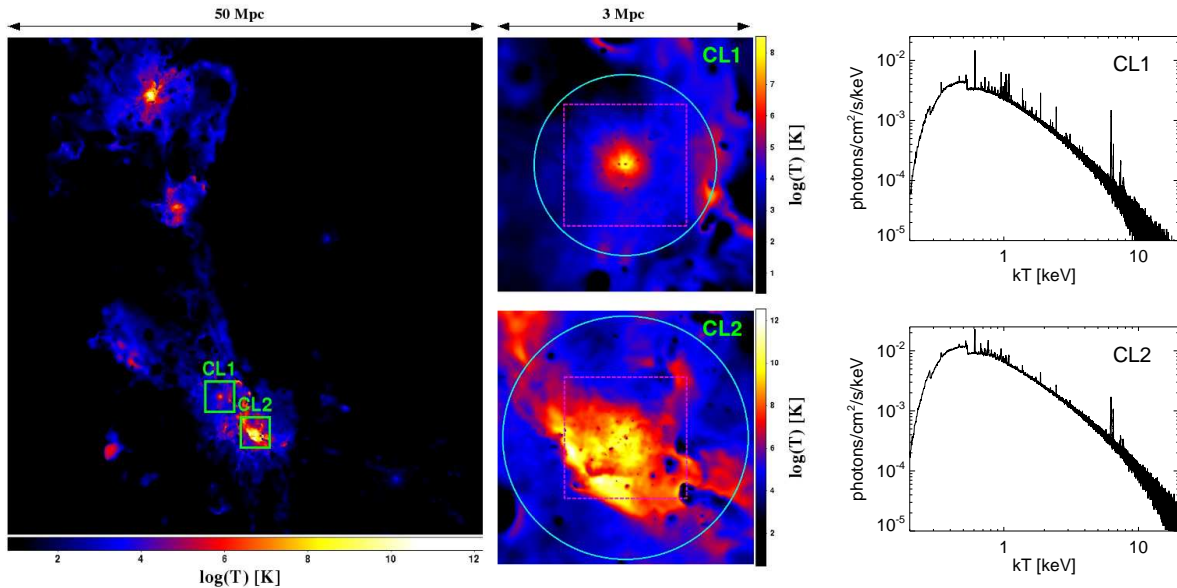 50 Mpc
CL1
CL2
2 4 6 8 10 12
log(T) [K]
3 Mpc
CL1
8
7
6
5
4
3
2
1
log(T) [K]
CL2
12
10
8
6
4
2
log(T) [K]
CL1
10-2
10-3
10-4
10-5
photons/cm2/s/keV
1 10
kT [keV]
CL2
10-2
10-3
10-4
10-5
photons/cm2/s/keV
1 10
kT [keV]